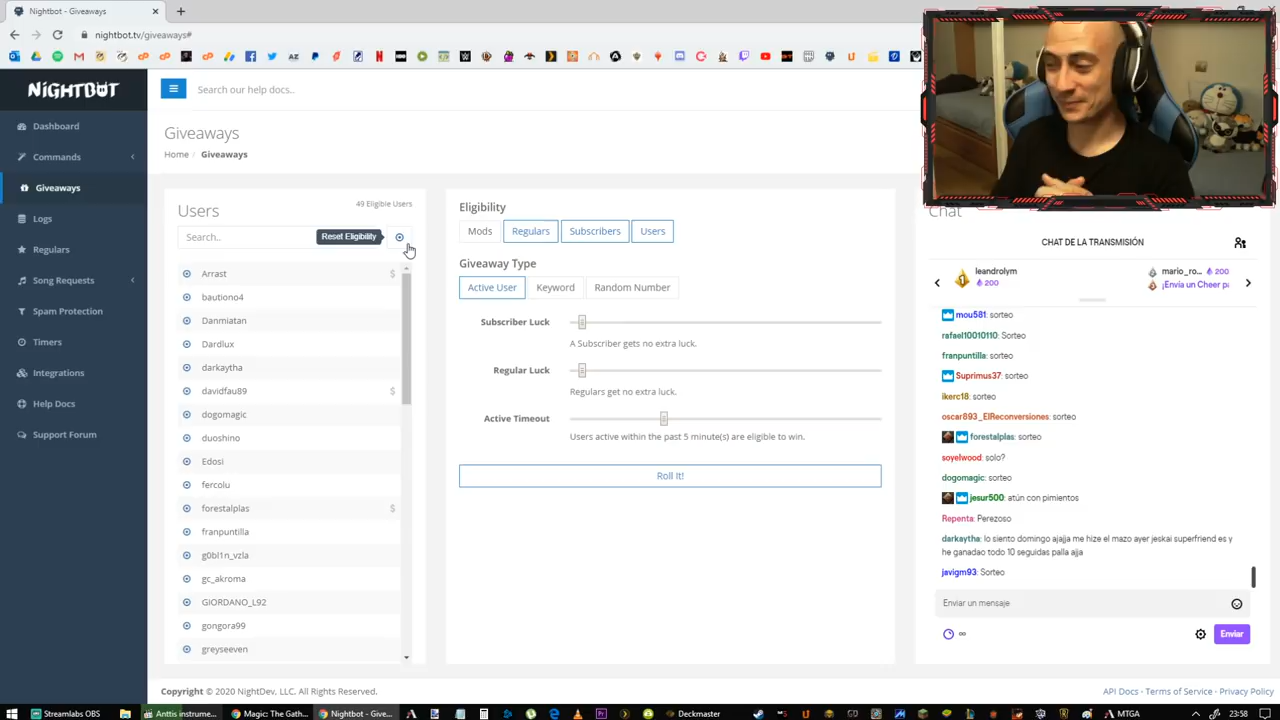 Nightbot - Giveaways
nightbot.tv/giveaways#
NIGHTBOT
Search our help docs..
Dashboard
Commands
Giveaways
Logs
Regulars
Song Requests
Spam Protection
Timers
Integrations
Help Docs
Support Forum
Giveaways
Home / Giveaways
49 Eligible Users
Users
Search..
Reset Eligibility
Arrast $
bautiono4
Danmiatan
Dardlux
darkaytha
davidfau89 $
dogomagic
duoshino
Edosi
fercolu
forestalplas $
franpuntilla
g0bl1n_vzla
gc_akroma
GIORDANO_L92
gongora99
greyseeven
Eligibility
Mods Regulars Subscribers Users
Giveaway Type
Active User Keyword Random Number
Subscriber Luck
A Subscriber gets no extra luck.
Regular Luck
Regulars get no extra luck.
Active Timeout
Users active within the past 5 minute(s) are eligible to win.
Roll It!
Chat
CHAT DE LA TRANSMISIÓN
1 leandrolym
200
mario_ro... 200
¡Envía un Cheer pa
mou581: sorteo
rafael10010110: Sorteo
franpuntilla: sorteo
Suprimus37: sorteo
ikerc18: sorteo
oscar893_ElReconversiones: sorteo
forestalplas: sorteo
soyelwood: solo?
dogomagic: sorteo
jesur500: atún con pimientos
Repenta: Perezoso
darkaytha: lo siento domingo ajajja me hize el mazo ayer jeskai superfriend es y
he ganadao todo 10 seguidas palla ajja
javigm93: Sorteo
Enviar un mensaje
∞
Enviar
Copyright © 2020 NightDev, LLC. All Rights Reserved.
API Docs · Terms of Service · Privacy Policy
Streamlabs OBS
Anttis instrume...
Magic: The Gath...
Nightbot - Give...
Deckmaster
MTGA
23:58